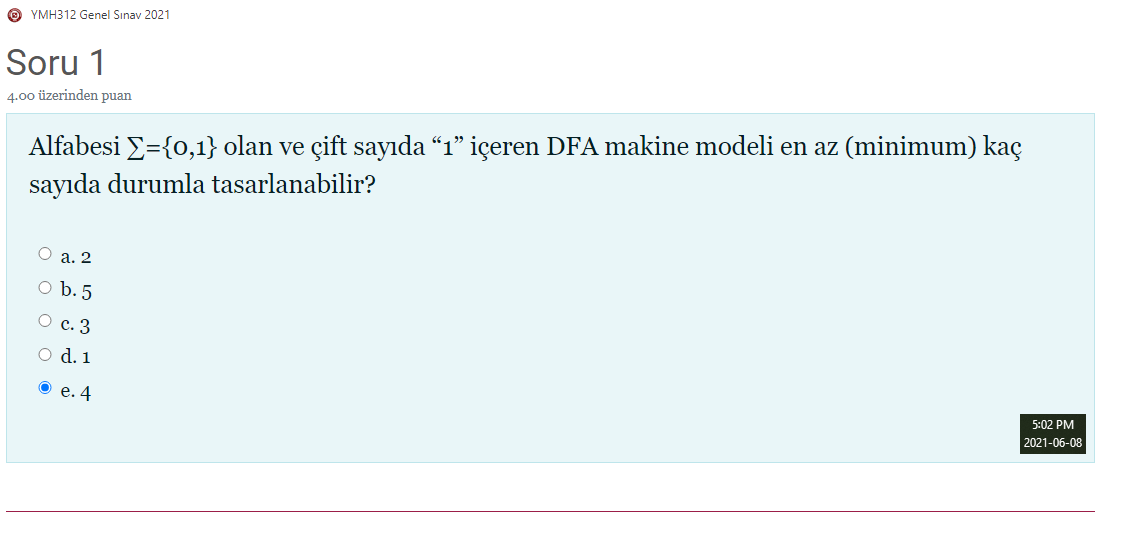 YMH312 Genel Sınav 2021
Soru 1
4.00 üzerinden puan
Alfabesi ∑={0,1} olan ve çift sayıda “1” içeren DFA makine modeli en az (minimum) kaç
sayıda durumla tasarlanabilir?
a. 2
b. 5
c. 3
d. 1
e. 4
5:02 PM
2021-06-08